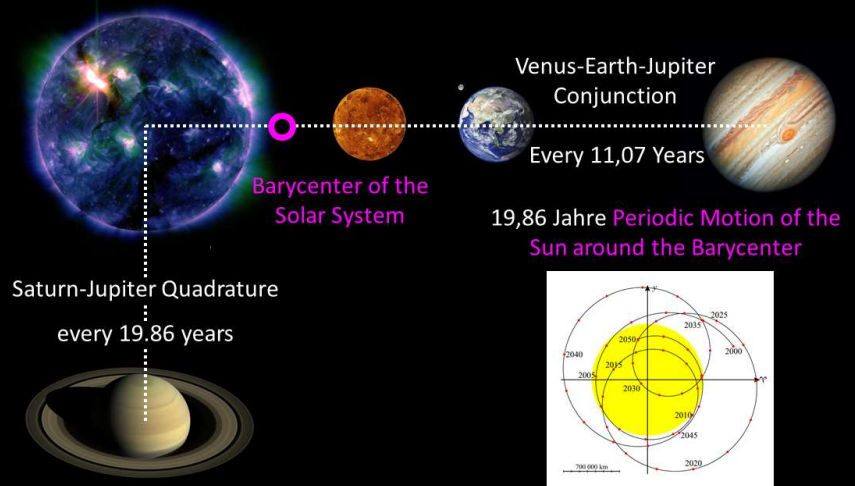 Venus-Earth-Jupiter
Conjunction
Every 11,07 Years
Barycenter of the
Solar System
19,86 Jahre Periodic Motion of the
Sun around the Barycenter
Saturn-Jupiter Quadrature
every 19.86 years
y
2025
2035
2050
2000
2040
2015
2005
2030
2010
2045
2020
700 000 km